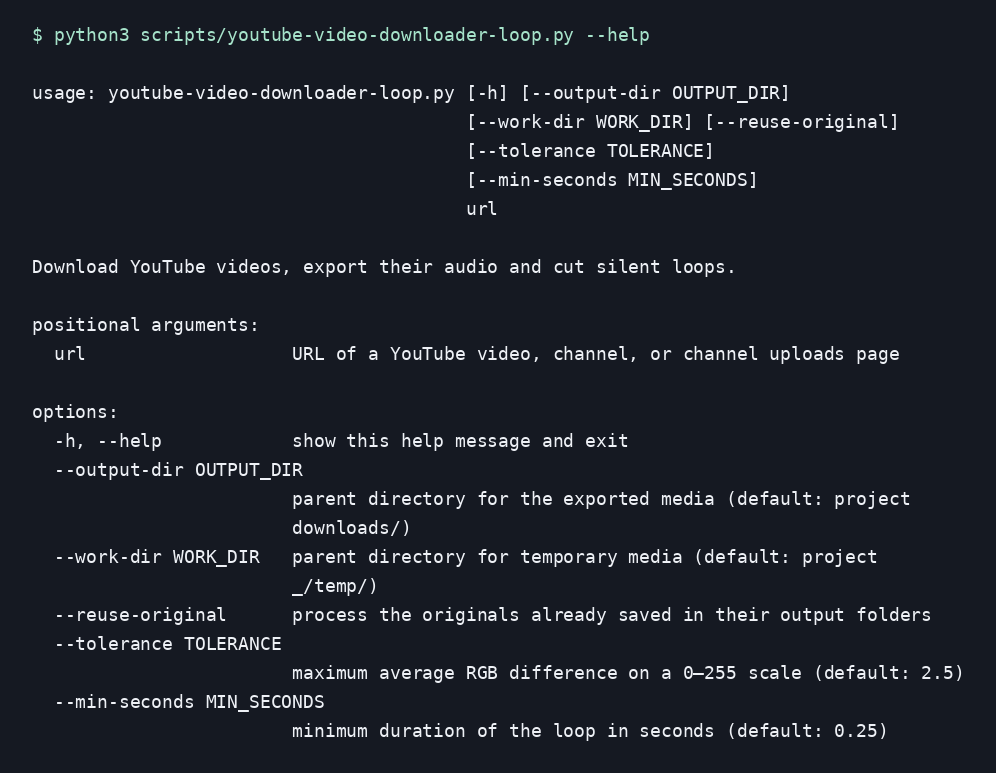 $ python3 scripts/youtube-video-downloader-loop.py --help
usage: youtube-video-downloader-loop.py [-h] [--output-dir OUTPUT_DIR]
[--work-dir WORK_DIR] [--reuse-original]
[--tolerance TOLERANCE]
[--min-seconds MIN_SECONDS]
url
Download YouTube videos, export their audio and cut silent loops.
positional arguments:
url URL of a YouTube video, channel, or channel uploads page
options:
-h, --help show this help message and exit
--output-dir OUTPUT_DIR
parent directory for the exported media (default: project
downloads/)
--work-dir WORK_DIR parent directory for temporary media (default: project
_/temp/)
--reuse-original process the originals already saved in their output folders
--tolerance TOLERANCE
maximum average RGB difference on a 0–255 scale (default: 2.5)
--min-seconds MIN_SECONDS
minimum duration of the loop in seconds (default: 0.25)